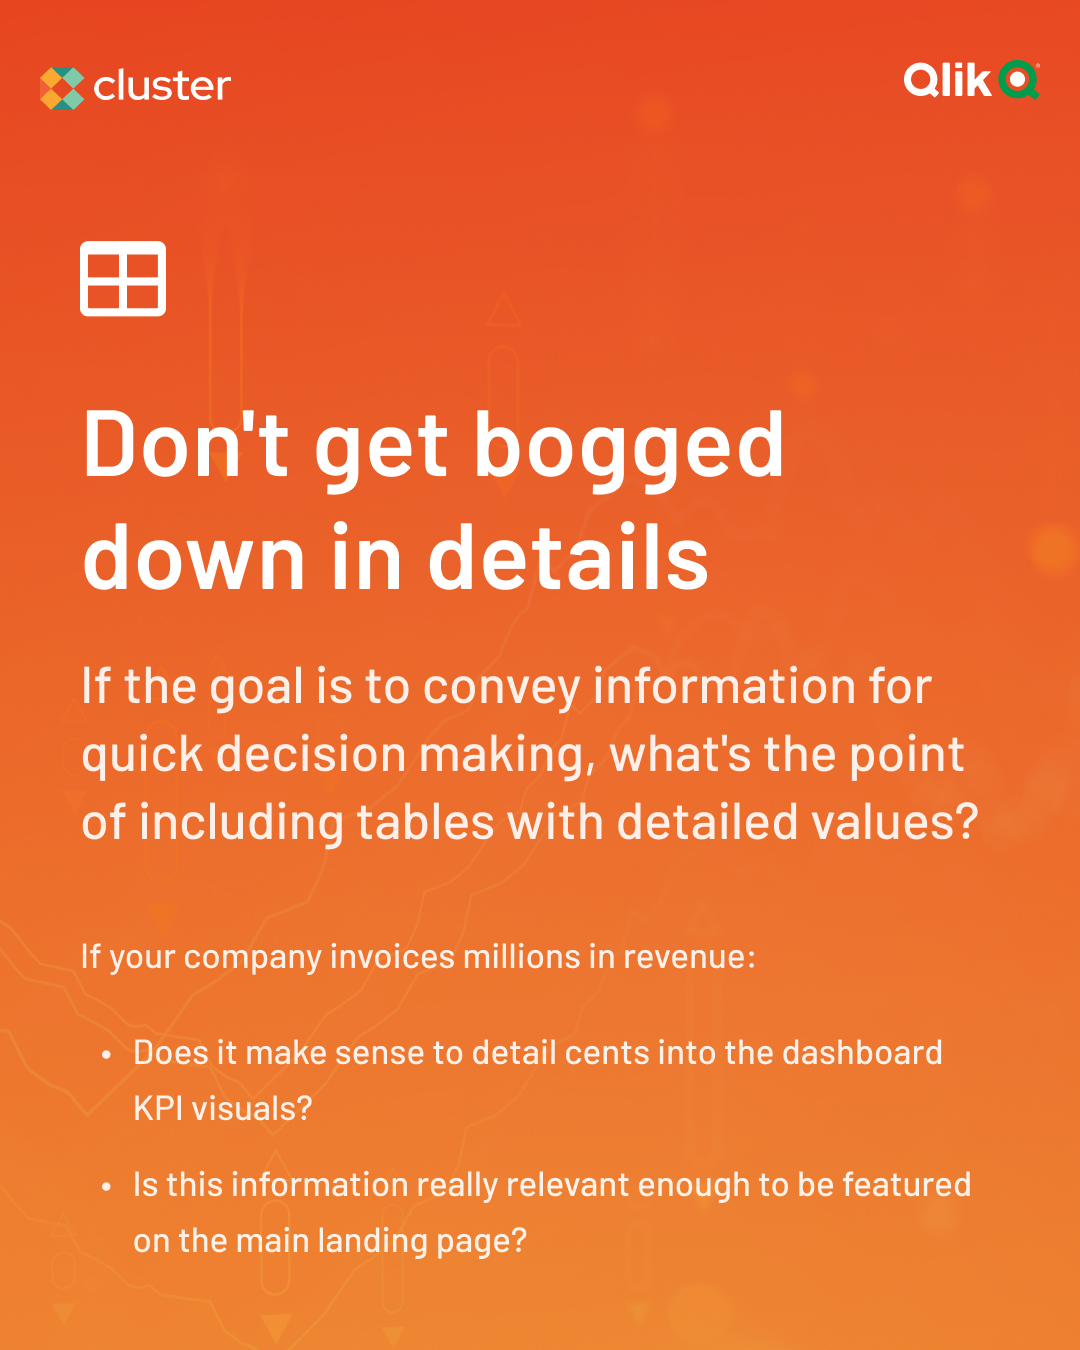 cluster
Qlik
Don't get bogged
down in details
If the goal is to convey information for
quick decision making, what's the point
of including tables with detailed values?
If your company invoices millions in revenue:
• Does it make sense to detail cents into the dashboard
KPI visuals?
• Is this information really relevant enough to be featured
on the main landing page?